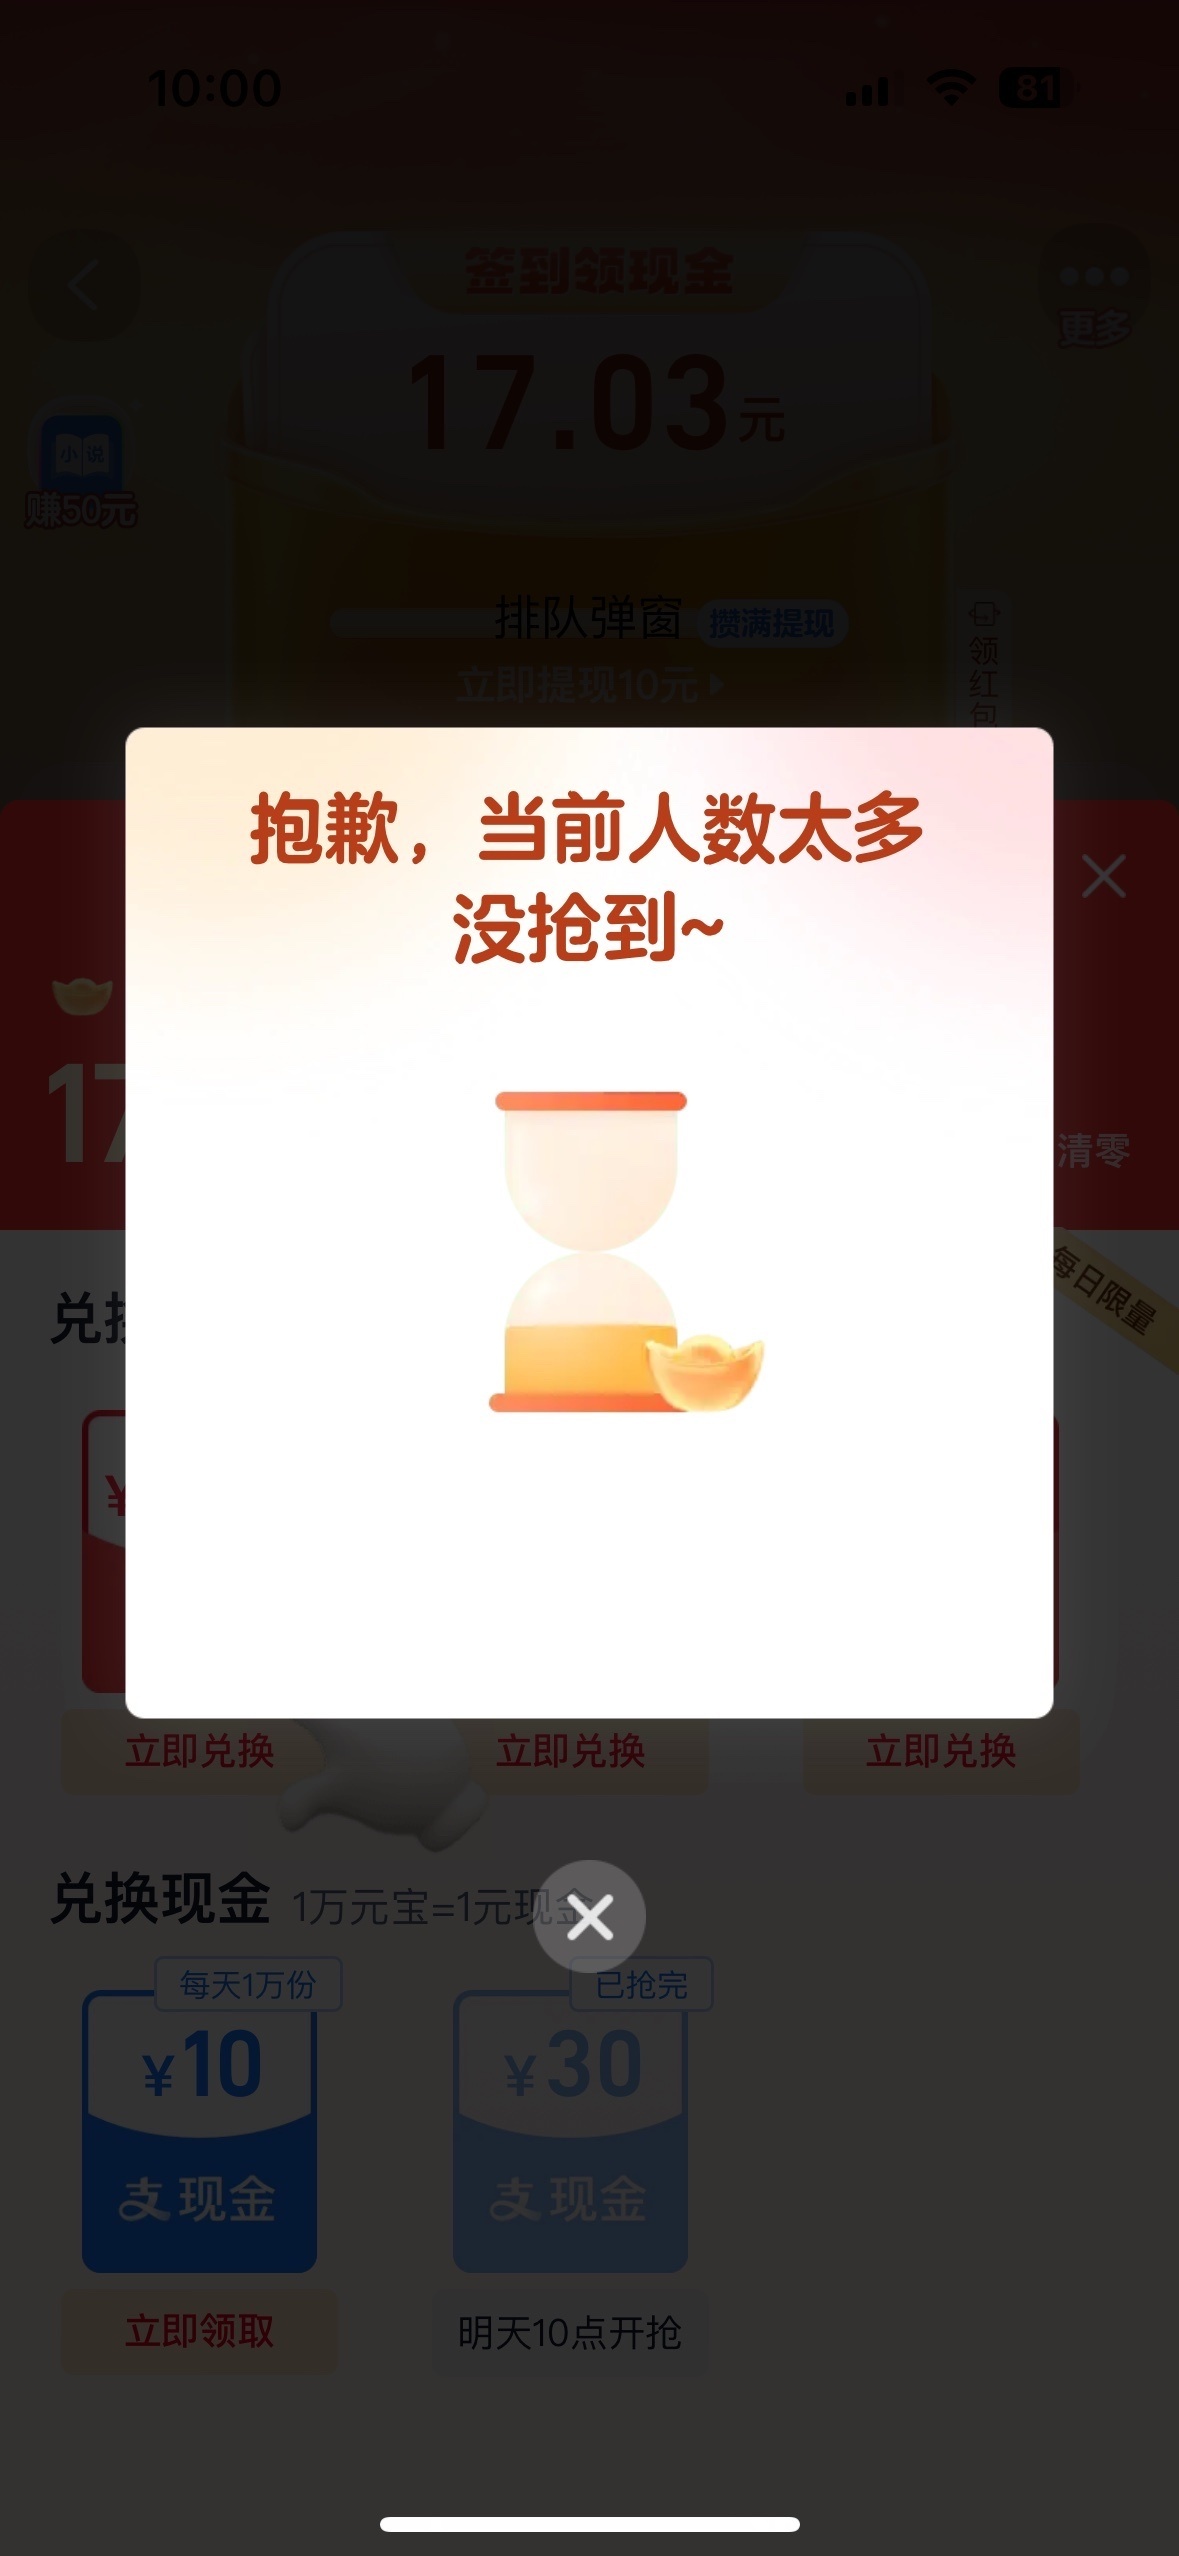 10:00
81
签到领现金
更多
17.03元
小说
赚50元
排队弹窗
攒满提现
立即提现10元
领红包
抱歉，当前人数太多
没抢到~
17
清零
每日限量
兑换
¥
立即兑换
立即兑换
立即兑换
兑换现金 1万元宝=1元现金
每天1万份
已抢完
¥10
¥30
支现金
支现金
立即领取
明天10点开抢